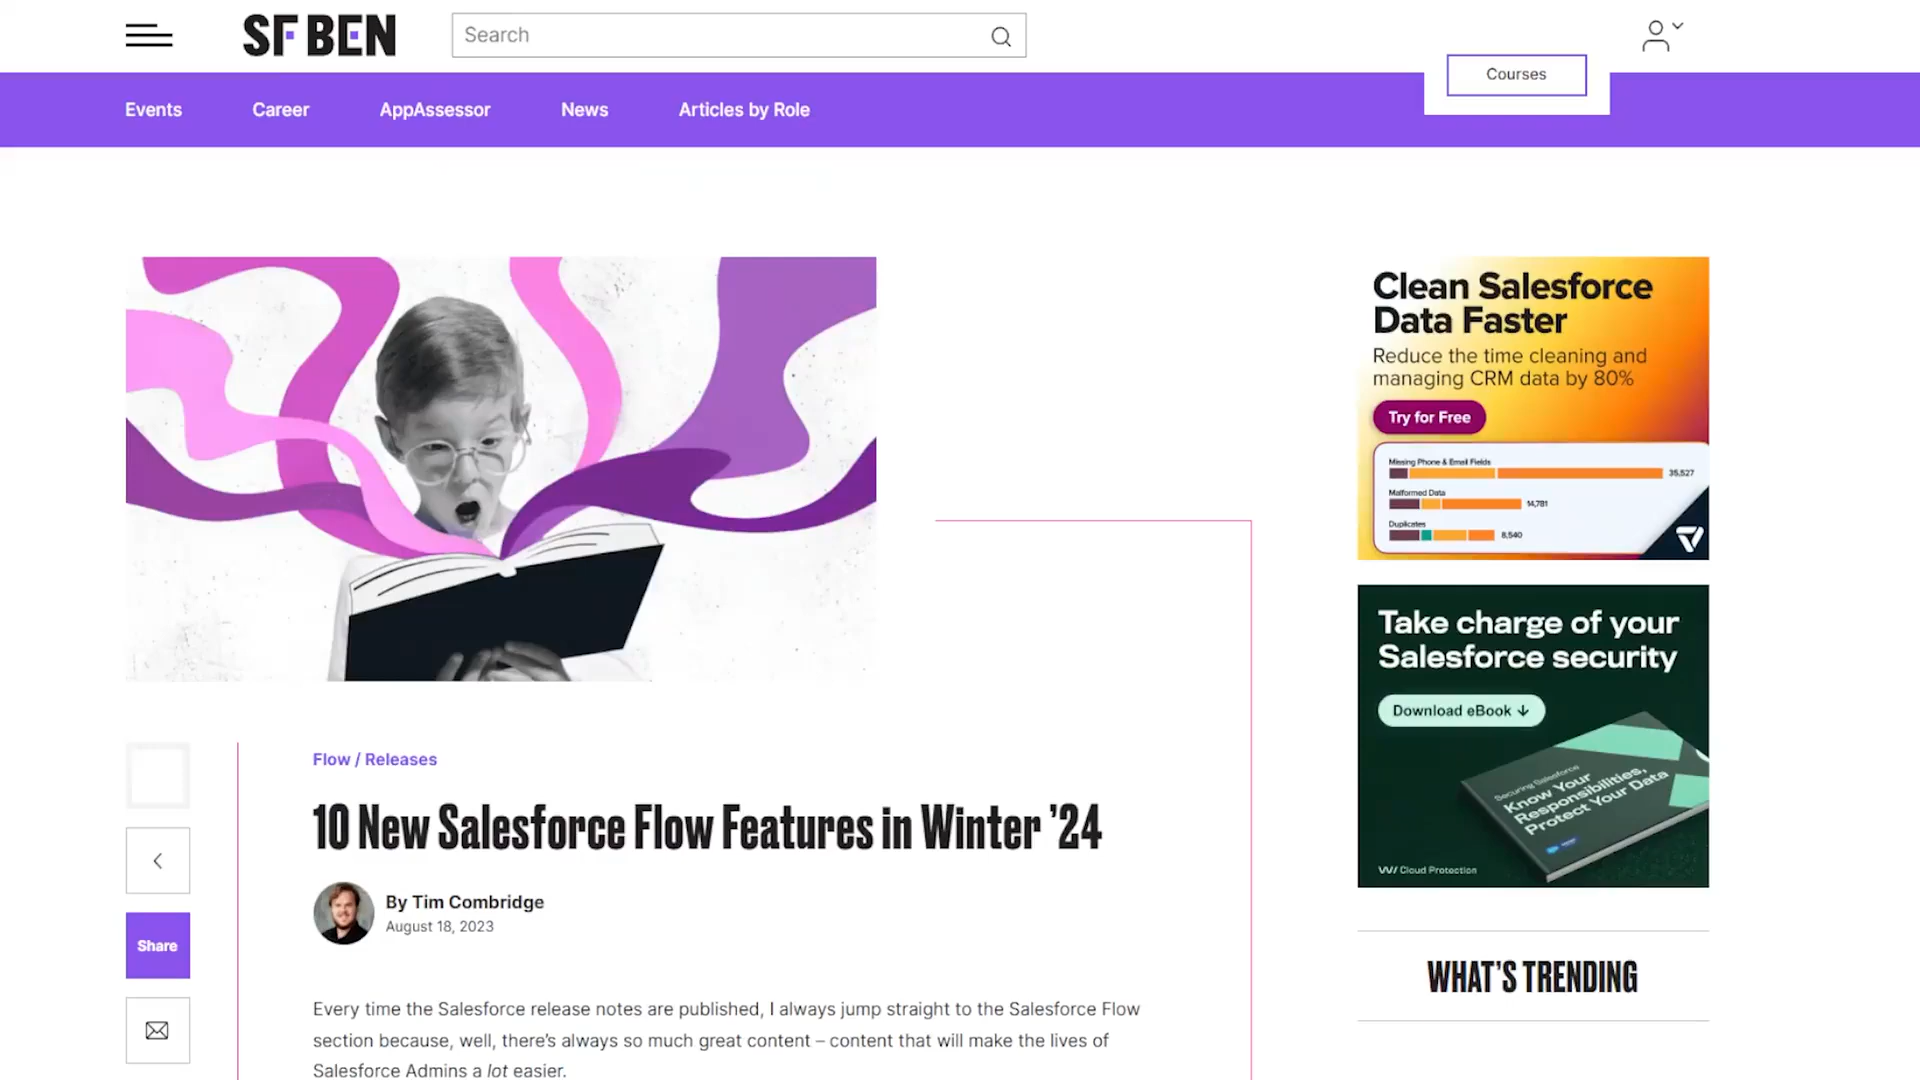 SF BEN
Search
Courses
Events
Career
AppAssessor
News
Articles by Role
Clean Salesforce
Data Faster
Reduce the time cleaning and
managing CRM data by 80%
Try for Free
Missing Phone & Email Fields
35,527
Malformed Data
14,781
Duplicates
8,540
Take charge of your
Salesforce security
Download eBook ↓
Securing Salesforce
Know Your
Responsibilities,
Protect Your Data
Cloud Protection
Flow / Releases
10 New Salesforce Flow Features in Winter ’24
By Tim Combridge
August 18, 2023
Share
Every time the Salesforce release notes are published, I always jump straight to the Salesforce Flow
section because, well, there’s always so much great content – content that will make the lives of
Salesforce Admins a lot easier.
WHAT’S TRENDING